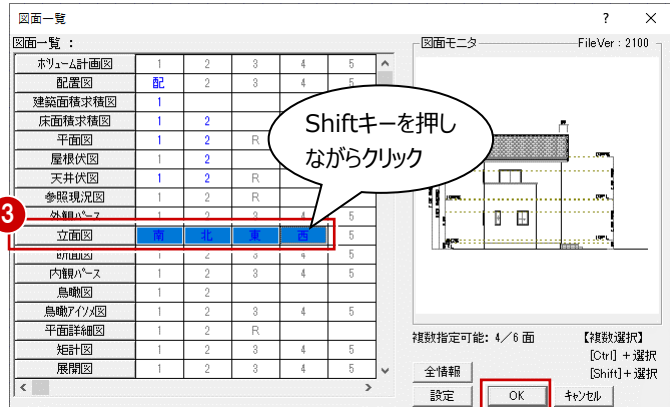 図面一覧 ? ×
図面一覧 :
ボリューム計画図 1 2 3 4 5
配置図 配 2 3 4 5
建築面積求積図 1
床面積求積図 1 2
平面図 1 2 R
屋根伏図 1 2
天井伏図 1 2 R
参照現況図 1 2 R
外観パース 1 2 3 4 5
立面図 南 北 東 西 5
断面図 1 2 3 4 5
内観パース 1 2 3 4 5
鳥瞰図 1 2
鳥瞰アイソメ図 1 2 3 4 5
平面詳細図 1 2 R
矩計図 1 2 3 4 5
展開図 1 2 3 4 5
3
Shiftキーを押し
ながらクリック
図面モニタ FileVer : 2100
複数指定可能: 4/6 面 【複数選択】
[Ctrl] +選択
[Shift]+選択
全情報
設定 OK キャンセル